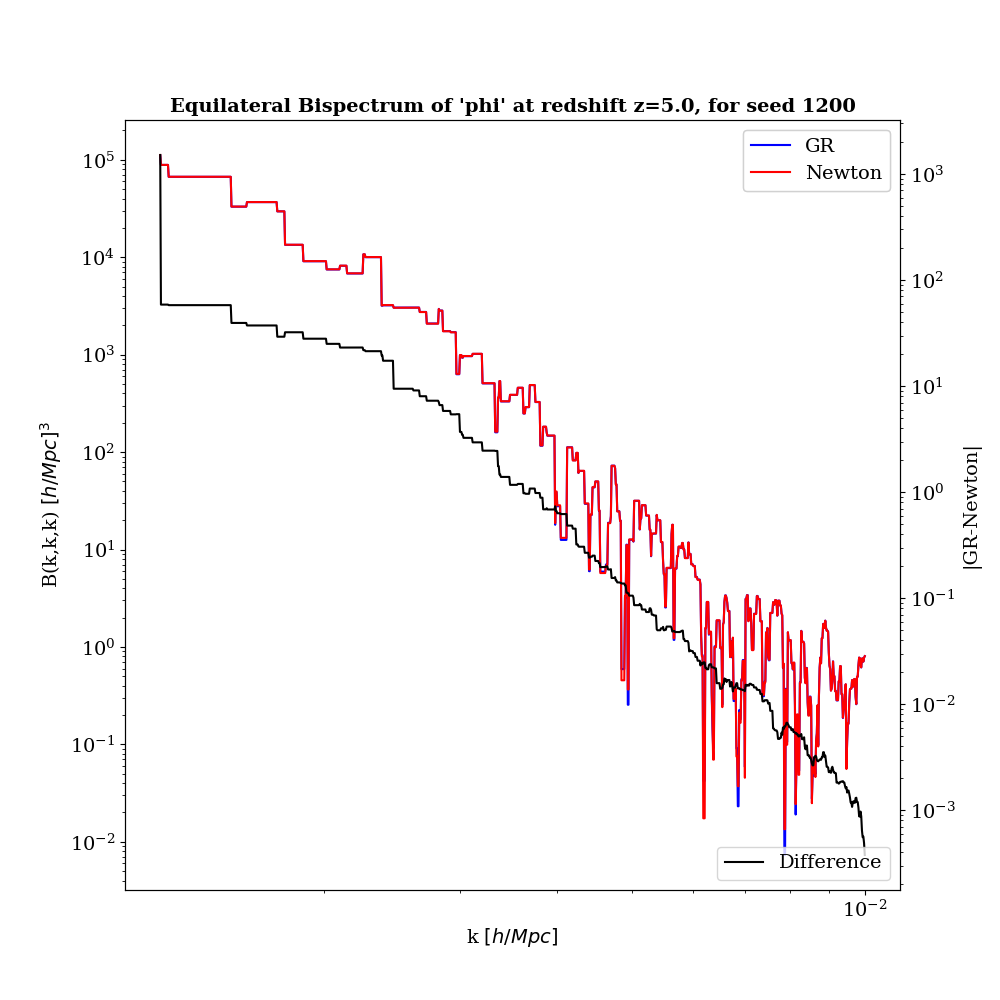 Equilateral Bispectrum of 'phi' at redshift z=5.0, for seed 1200
GR
Newton
10^5
10^4
10^3
10^2
10^1
10^0
10^−1
10^−2
B(k,k,k) [h/Mpc]^3
10^3
10^2
10^1
10^0
10^−1
10^−2
10^−3
|GR-Newton|
Difference
10^−2
k [h/Mpc]